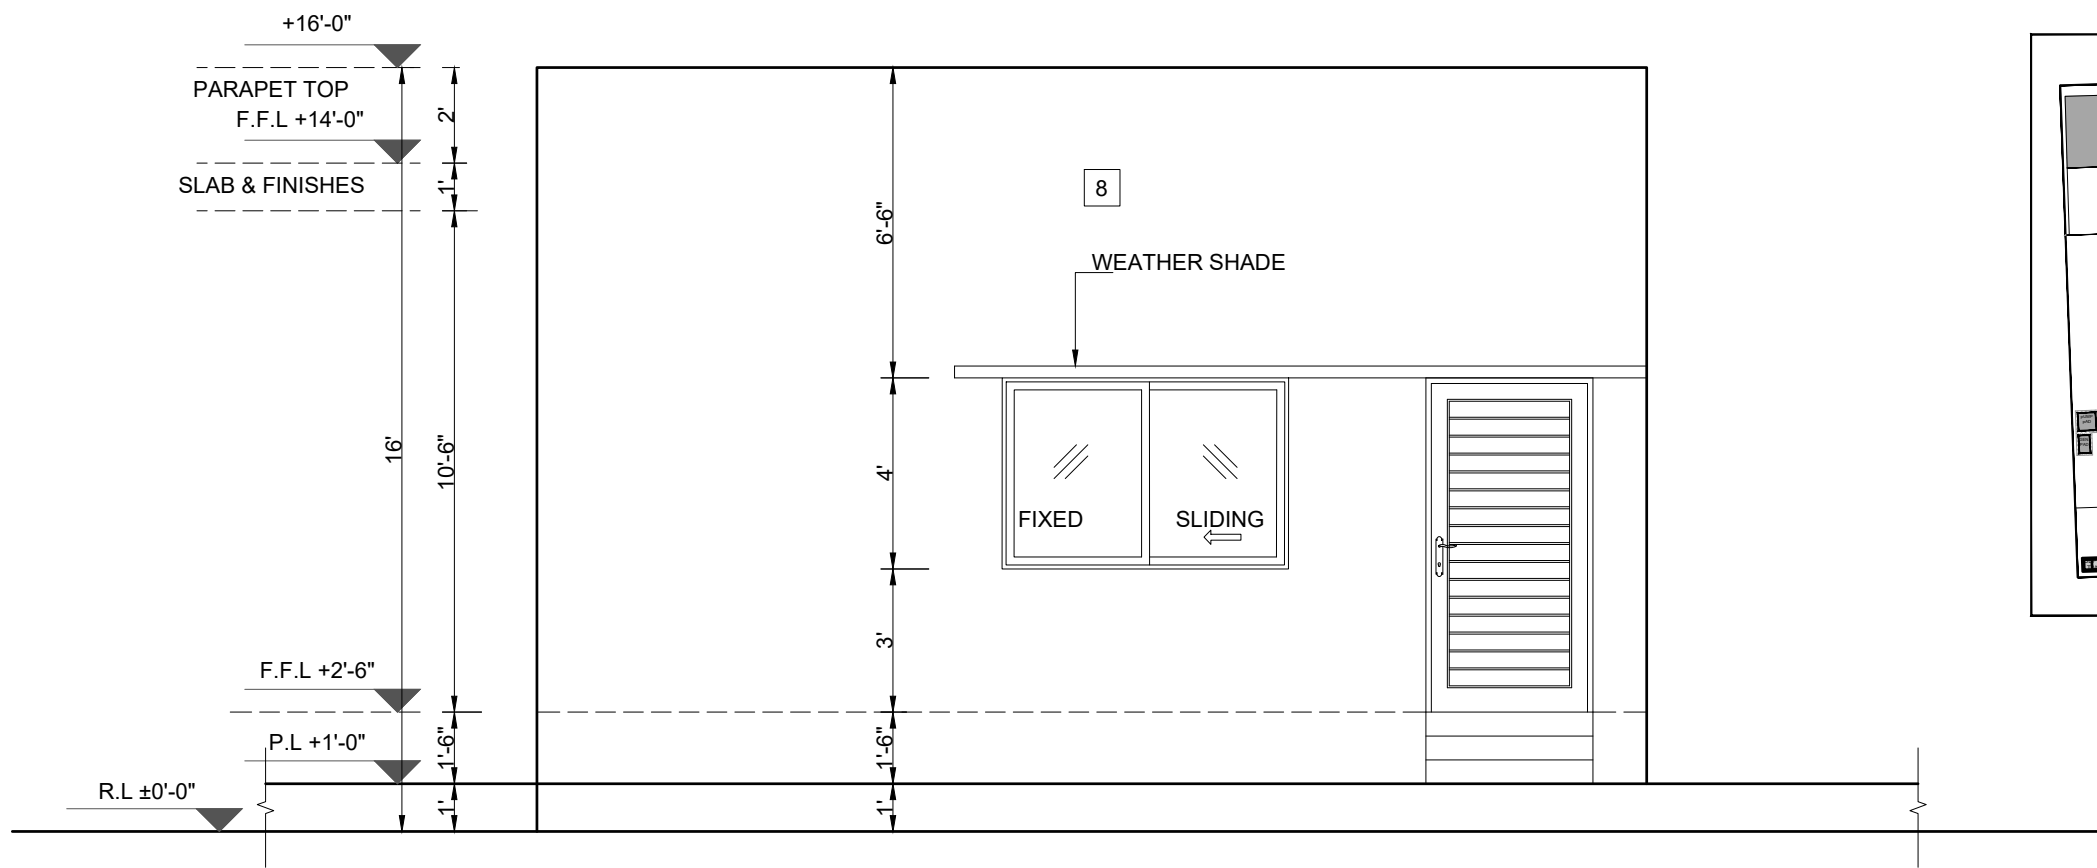 +16'-0"
PARAPET TOP
F.F.L +14'-0"
2'
SLAB & FINISHES
1'
8
6'-6"
WEATHER SHADE
16'
10'-6"
4'
FIXED
SLIDING
3'
F.F.L +2'-6"
P.L +1'-0"
1'-6"
1'-6"
R.L ±0'-0"
1'
1'